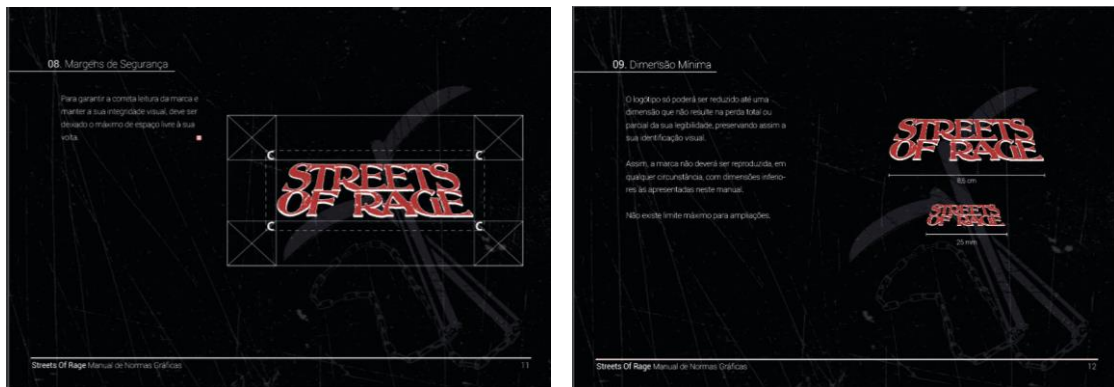 08. Margens de Segurança
Para garantir a correta leitura da marca e
manter a sua integridade visual, deve ser
deixado o máximo de espaço livre à sua
volta.
C C
STREETS
OF RAGE
C C
Streets Of Rage Manual de Normas Gráficas 11
09. Dimensão Mínima
O logótipo só poderá ser reduzido até uma
dimensão que não resulte na perda total ou
parcial da sua legibilidade, preservando assim a
sua identificação visual.
Assim, a marca não deverá ser reproduzida, em
qualquer circunstância, com dimensões inferio-
res às apresentadas neste manual.
Não existe limite máximo para ampliações.
STREETS
OF RAGE
8,6 cm
STREETS
OF RAGE
25 mm
Streets Of Rage Manual de Normas Gráficas 12